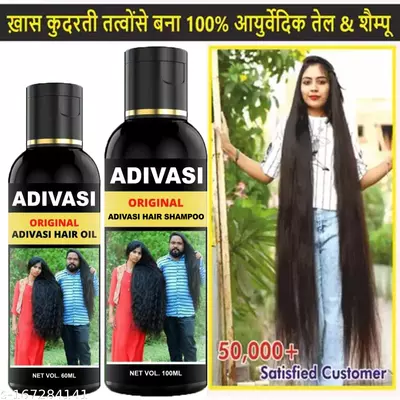 ख़ास कुदरती तत्वोंसे बना 100% आयुर्वेदिक तेल & शैम्पू
ADIVASI
ORIGINAL
ADIVASI HAIR OIL
NET VOL. 60ML
ADIVASI
ORIGINAL
ADIVASI HAIR SHAMPOO
NET VOL. 100ML
50,000+
Satisfied Customer
s-167284141